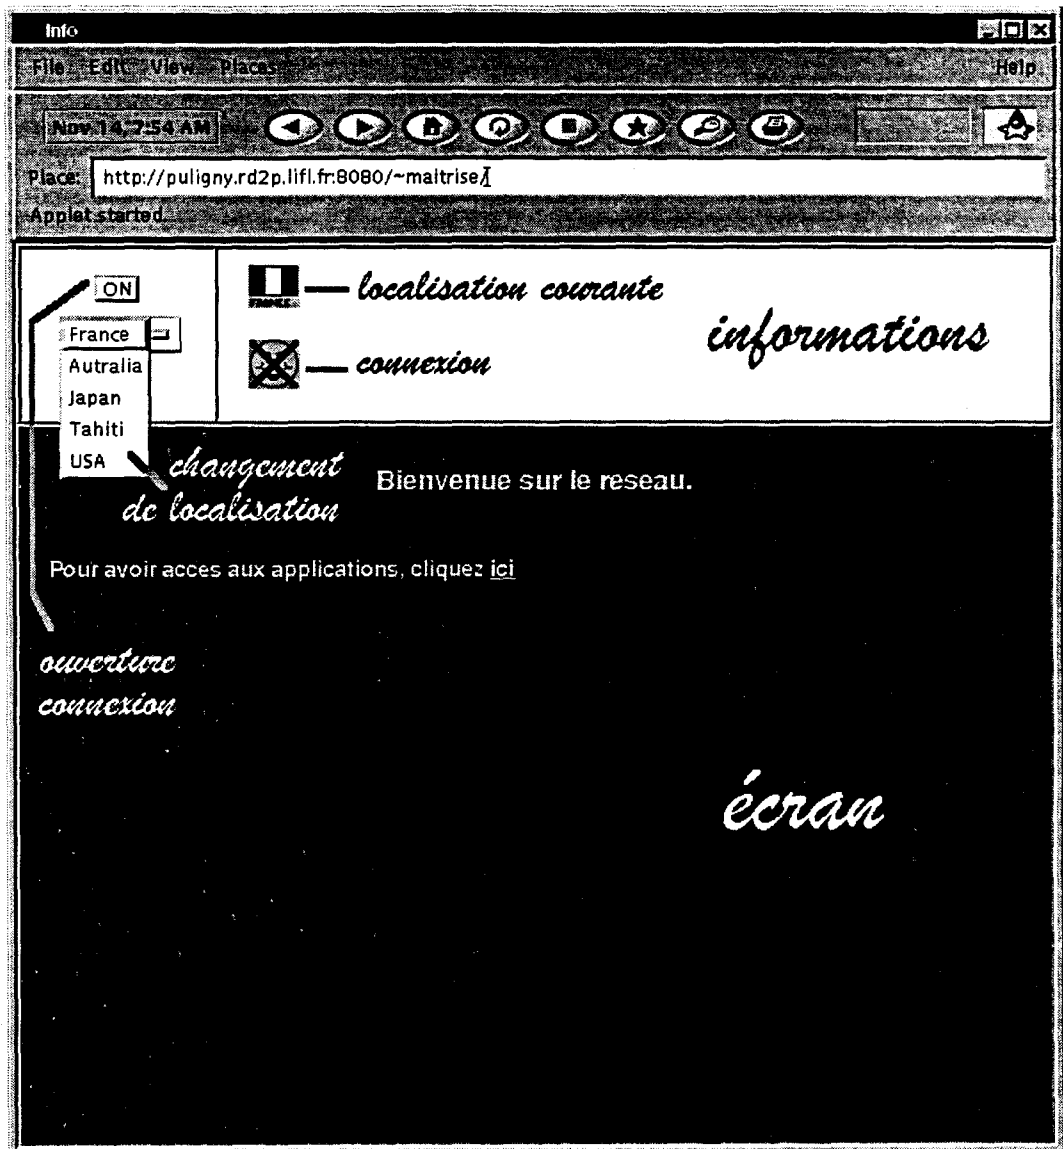 Info
File Edit View Places Help
Nov 14, 7:54 AM
Place: http://puligny.rd2p.lifl.fr:8080/~maitrise/
Applet started.
ON
FRANCE
localisation courante
informations
France
Autralia
Japan
Tahiti
USA
connexion
changement
de localisation
Bienvenue sur le reseau.
Pour avoir acces aux applications, cliquez ici
ouverture
connexion
écran